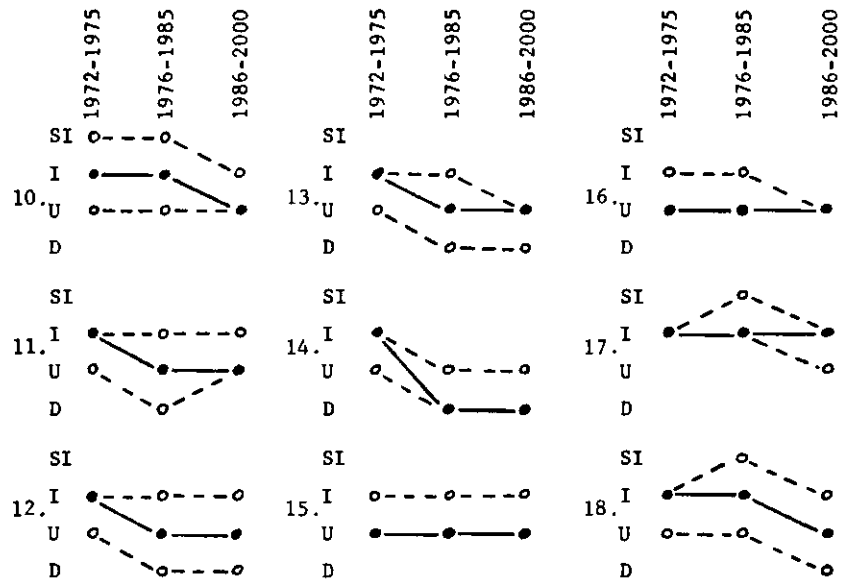 1972-1975 1976-1985 1986-2000 1972-1975 1976-1985 1986-2000 1972-1975 1976-1985 1986-2000
SI SI SI
I I I
10. 13. 16.
U U U
D D D
SI SI SI
I I I
11. 14. 17.
U U U
D D D
SI SI SI
I I I
12. 15. 18.
U U U
D D D